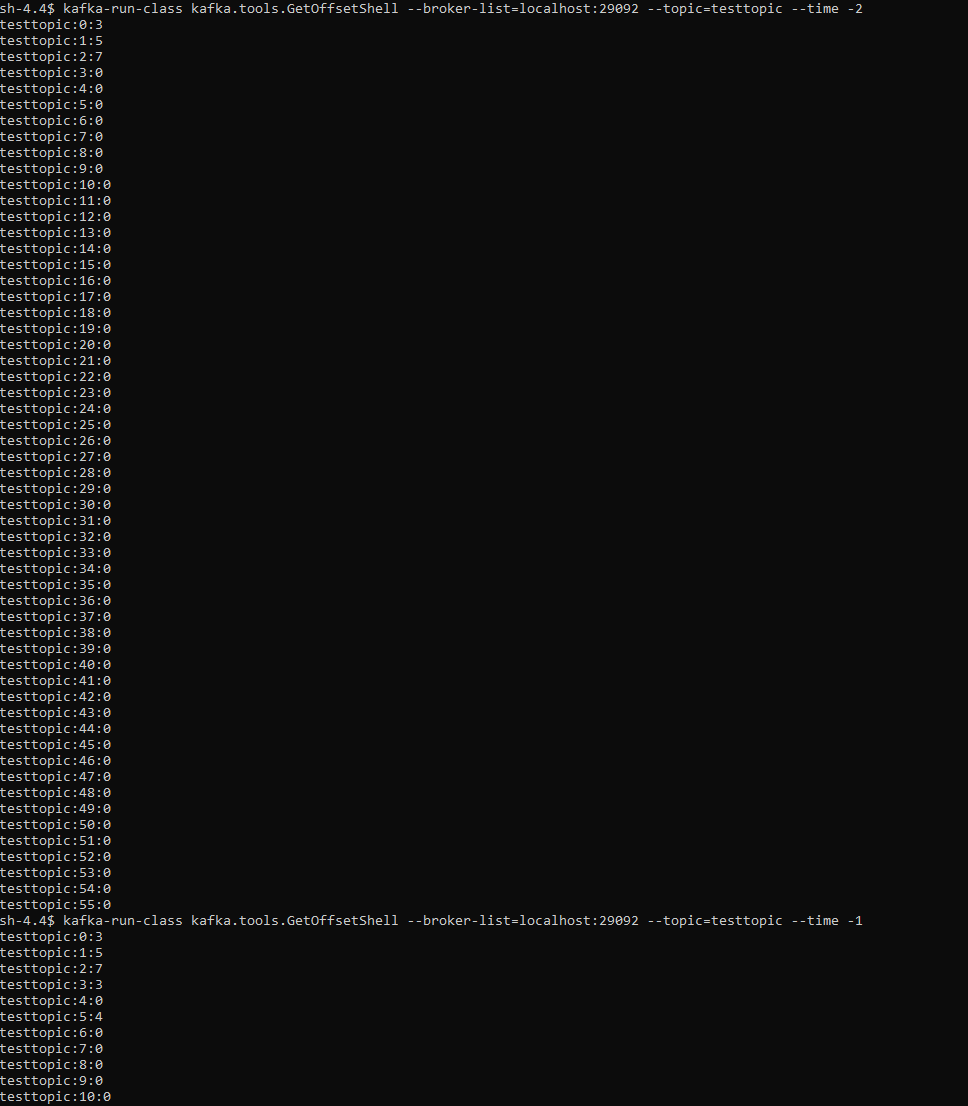 sh-4.4$ kafka-run-class kafka.tools.GetOffsetShell --broker-list=localhost:29092 --topic=testtopic --time -2
testtopic:0:3
testtopic:1:5
testtopic:2:7
testtopic:3:0
testtopic:4:0
testtopic:5:0
testtopic:6:0
testtopic:7:0
testtopic:8:0
testtopic:9:0
testtopic:10:0
testtopic:11:0
testtopic:12:0
testtopic:13:0
testtopic:14:0
testtopic:15:0
testtopic:16:0
testtopic:17:0
testtopic:18:0
testtopic:19:0
testtopic:20:0
testtopic:21:0
testtopic:22:0
testtopic:23:0
testtopic:24:0
testtopic:25:0
testtopic:26:0
testtopic:27:0
testtopic:28:0
testtopic:29:0
testtopic:30:0
testtopic:31:0
testtopic:32:0
testtopic:33:0
testtopic:34:0
testtopic:35:0
testtopic:36:0
testtopic:37:0
testtopic:38:0
testtopic:39:0
testtopic:40:0
testtopic:41:0
testtopic:42:0
testtopic:43:0
testtopic:44:0
testtopic:45:0
testtopic:46:0
testtopic:47:0
testtopic:48:0
testtopic:49:0
testtopic:50:0
testtopic:51:0
testtopic:52:0
testtopic:53:0
testtopic:54:0
testtopic:55:0
sh-4.4$ kafka-run-class kafka.tools.GetOffsetShell --broker-list=localhost:29092 --topic=testtopic --time -1
testtopic:0:3
testtopic:1:5
testtopic:2:7
testtopic:3:3
testtopic:4:0
testtopic:5:4
testtopic:6:0
testtopic:7:0
testtopic:8:0
testtopic:9:0
testtopic:10:0